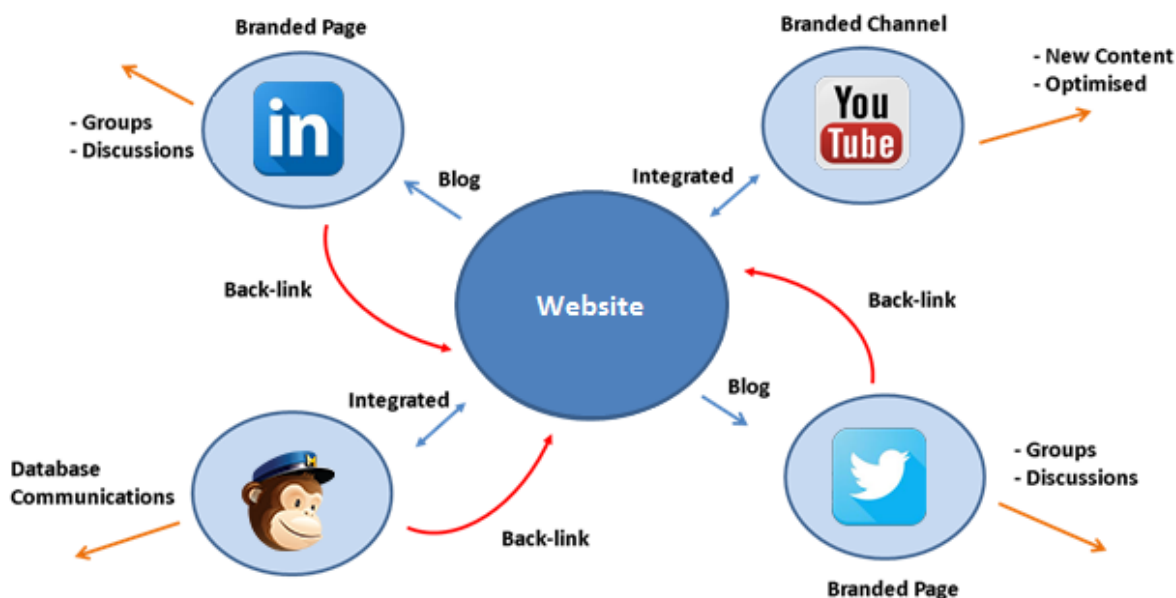 Branded Page
Branded Channel
- New Content
- Optimised
in
You
Tube
- Groups
- Discussions
Blog
Integrated
Back-link
Website
Back-link
Integrated
Blog
Database
Communications
M
- Groups
- Discussions
Back-link
Branded Page